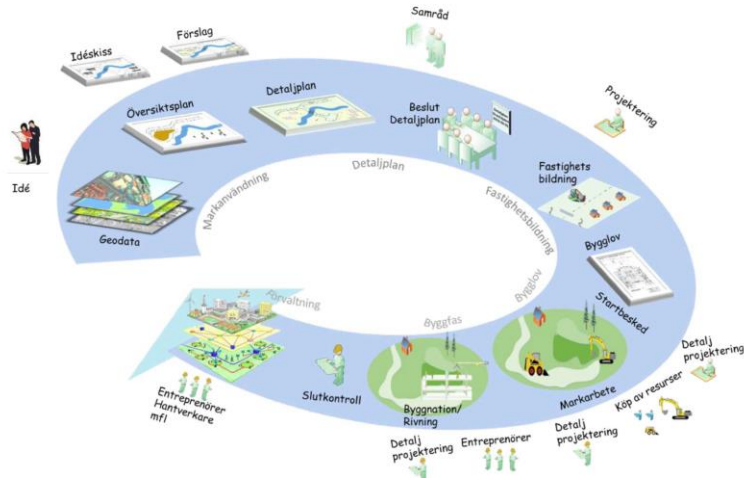 Samråd
Förslag
Idéskiss
Detaljplan
Översiktsplan
Beslut
Detaljplan
Projektering
Idé
Geodata
Markanvändning
Detaljplan
Fastighetsbildning
Fastighets
bildning
Bygglov
Bygglov
Startbesked
Förvaltning
Byggfas
Detalj
projektering
Köp av resurser
Markarbete
Slutkontroll
Byggnation/
Rivning
Entreprenörer
Hantverkare
mfl
Detalj
projektering
Entreprenörer
Detalj
projektering